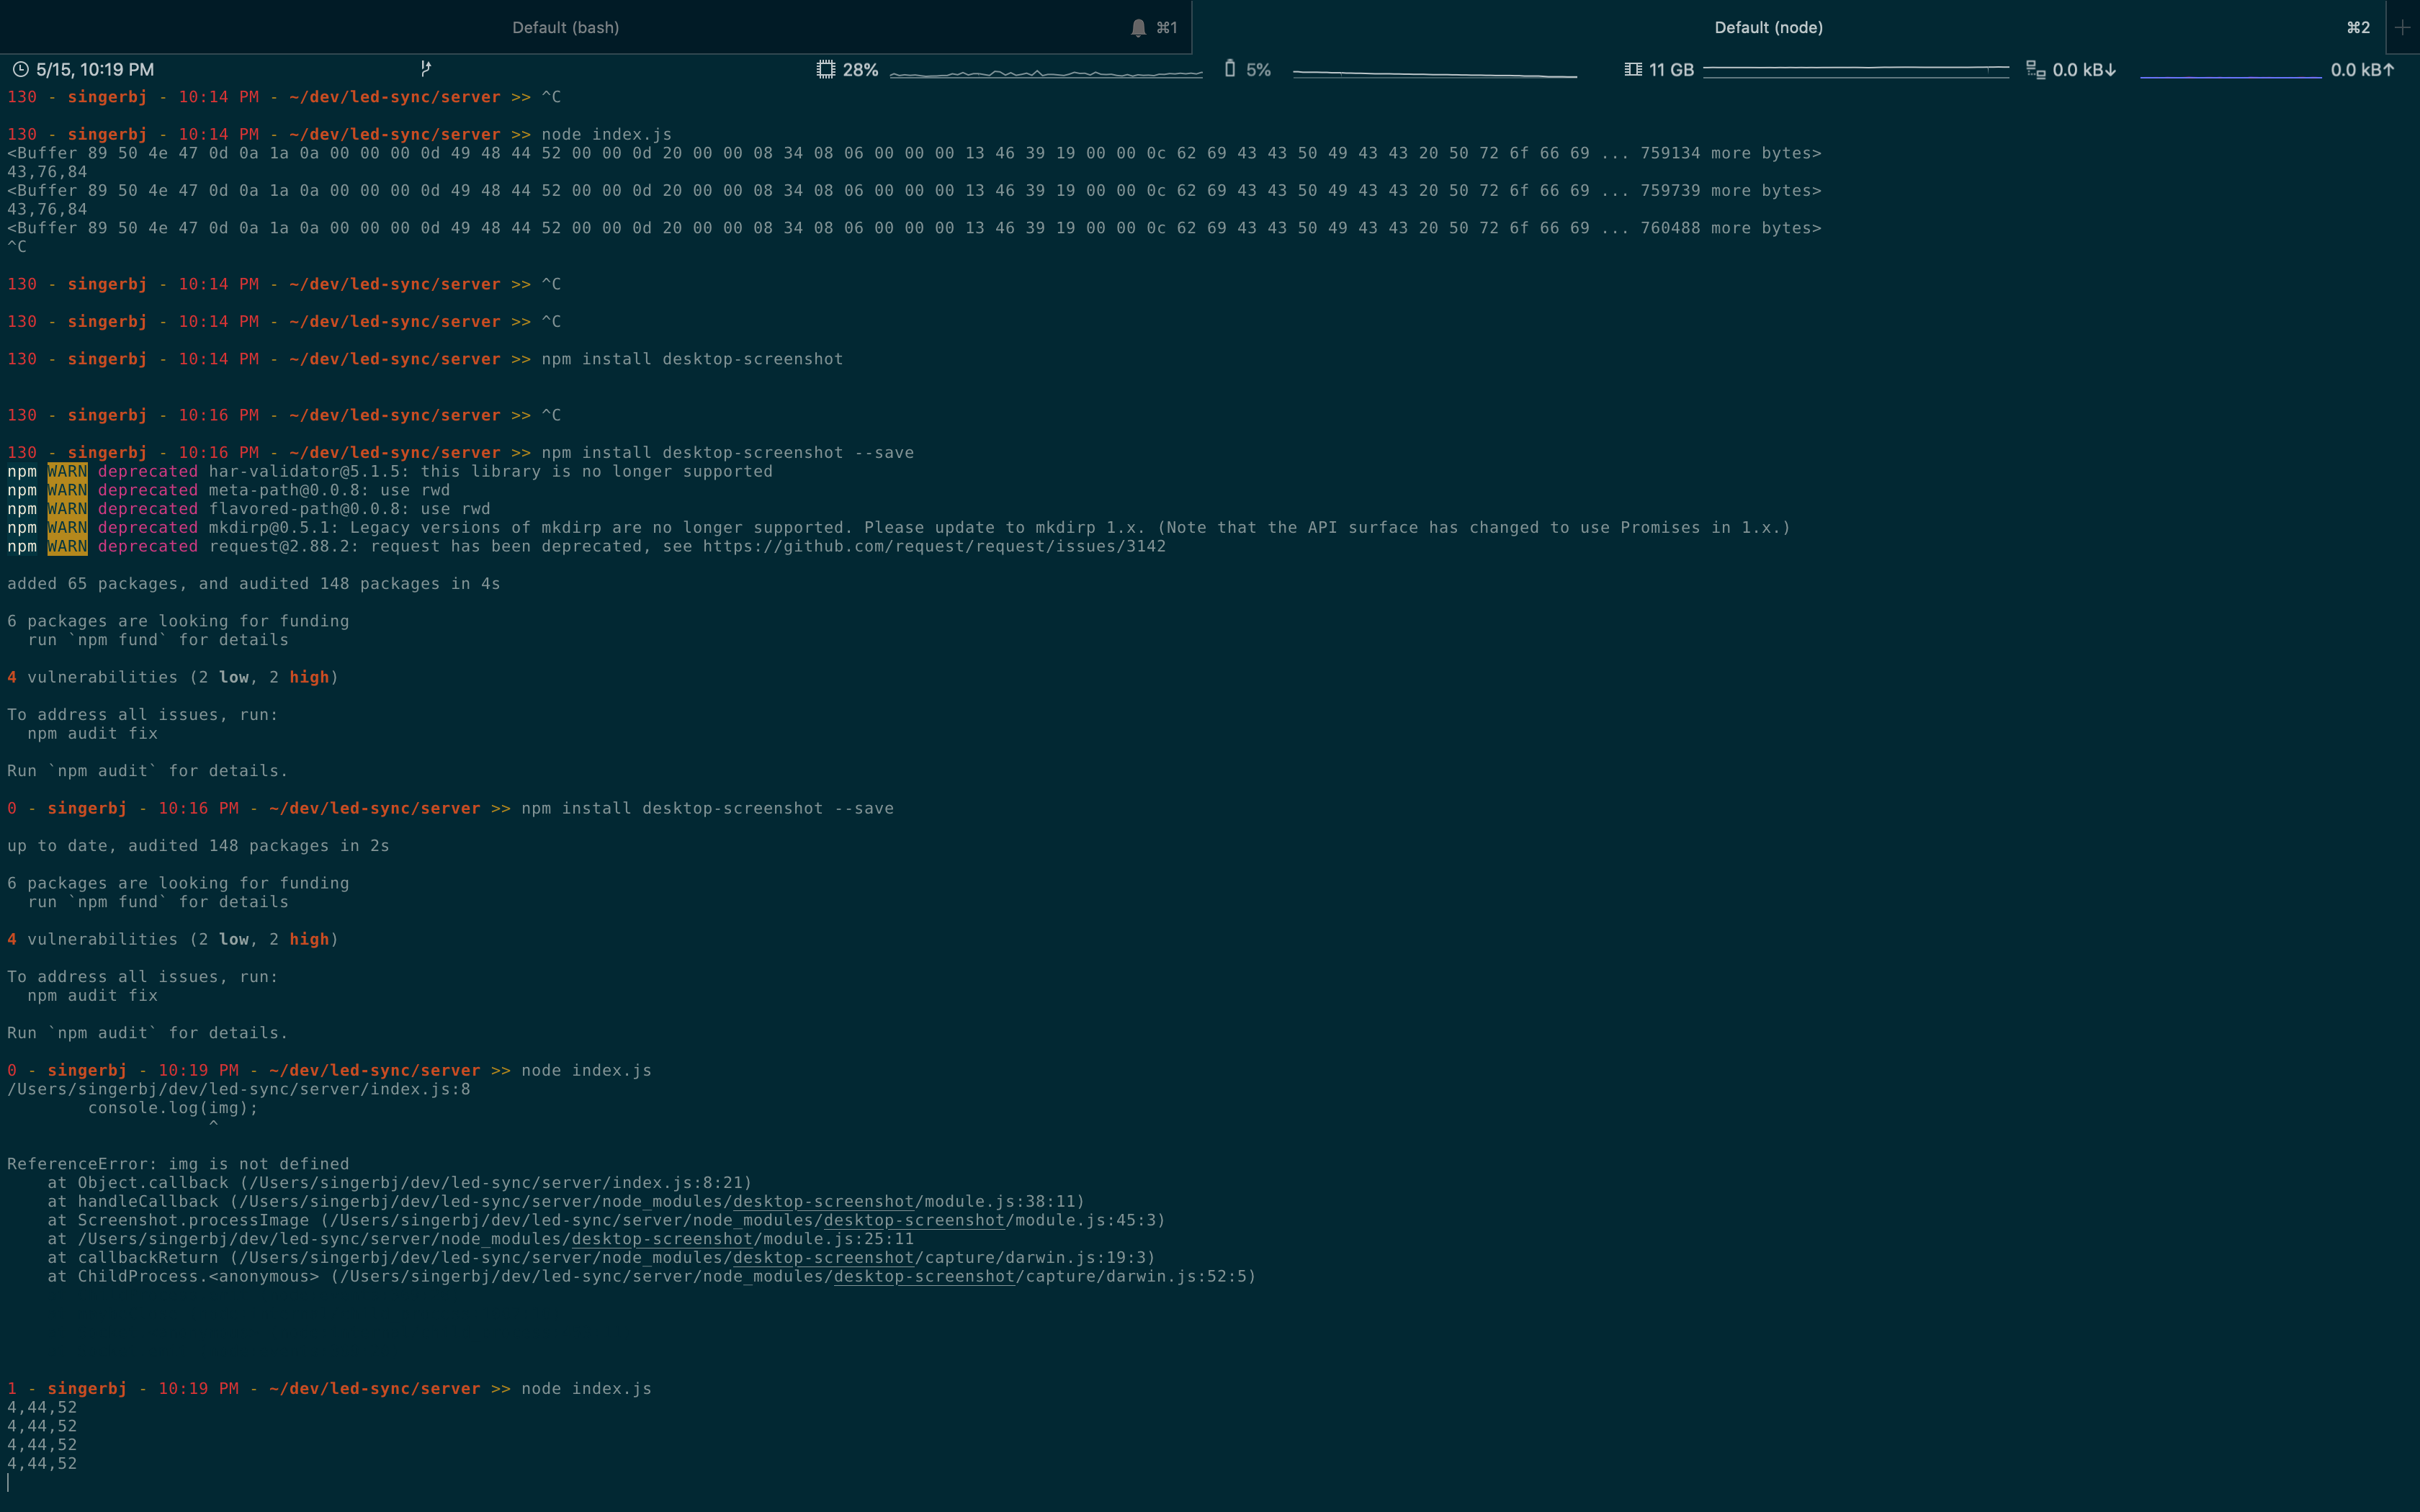 Default (bash) ⌘1 Default (node) ⌘2 +
5/15, 10:19 PM 28% 5% 11 GB 0.0 kB↓ 0.0 kB↑
130 - singerbj - 10:14 PM - ~/dev/led-sync/server >> ^C
130 - singerbj - 10:14 PM - ~/dev/led-sync/server >> node index.js
<Buffer 89 50 4e 47 0d 0a 1a 0a 00 00 00 0d 49 48 44 52 00 00 0d 20 00 00 08 34 08 06 00 00 00 13 46 39 19 00 00 0c 62 69 43 43 50 49 43 43 20 50 72 6f 66 69 ... 759134 more bytes>
43,76,84
<Buffer 89 50 4e 47 0d 0a 1a 0a 00 00 00 0d 49 48 44 52 00 00 0d 20 00 00 08 34 08 06 00 00 00 13 46 39 19 00 00 0c 62 69 43 43 50 49 43 43 20 50 72 6f 66 69 ... 759739 more bytes>
43,76,84
<Buffer 89 50 4e 47 0d 0a 1a 0a 00 00 00 0d 49 48 44 52 00 00 0d 20 00 00 08 34 08 06 00 00 00 13 46 39 19 00 00 0c 62 69 43 43 50 49 43 43 20 50 72 6f 66 69 ... 760488 more bytes>
^C
130 - singerbj - 10:14 PM - ~/dev/led-sync/server >> ^C
130 - singerbj - 10:14 PM - ~/dev/led-sync/server >> ^C
130 - singerbj - 10:14 PM - ~/dev/led-sync/server >> npm install desktop-screenshot
130 - singerbj - 10:16 PM - ~/dev/led-sync/server >> ^C
130 - singerbj - 10:16 PM - ~/dev/led-sync/server >> npm install desktop-screenshot --save
npm WARN deprecated har-validator@5.1.5: this library is no longer supported
npm WARN deprecated meta-path@0.0.8: use rwd
npm WARN deprecated flavored-path@0.0.8: use rwd
npm WARN deprecated mkdirp@0.5.1: Legacy versions of mkdirp are no longer supported. Please update to mkdirp 1.x. (Note that the API surface has changed to use Promises in 1.x.)
npm WARN deprecated request@2.88.2: request has been deprecated, see https://github.com/request/request/issues/3142
added 65 packages, and audited 148 packages in 4s
6 packages are looking for funding
run `npm fund` for details
4 vulnerabilities (2 low, 2 high)
To address all issues, run:
npm audit fix
Run `npm audit` for details.
0 - singerbj - 10:16 PM - ~/dev/led-sync/server >> npm install desktop-screenshot --save
up to date, audited 148 packages in 2s
6 packages are looking for funding
run `npm fund` for details
4 vulnerabilities (2 low, 2 high)
To address all issues, run:
npm audit fix
Run `npm audit` for details.
0 - singerbj - 10:19 PM - ~/dev/led-sync/server >> node index.js
/Users/singerbj/dev/led-sync/server/index.js:8
console.log(img);
^
ReferenceError: img is not defined
at Object.callback (/Users/singerbj/dev/led-sync/server/index.js:8:21)
at handleCallback (/Users/singerbj/dev/led-sync/server/node_modules/desktop-screenshot/module.js:38:11)
at Screenshot.processImage (/Users/singerbj/dev/led-sync/server/node_modules/desktop-screenshot/module.js:45:3)
at /Users/singerbj/dev/led-sync/server/node_modules/desktop-screenshot/module.js:25:11
at callbackReturn (/Users/singerbj/dev/led-sync/server/node_modules/desktop-screenshot/capture/darwin.js:19:3)
at ChildProcess.<anonymous> (/Users/singerbj/dev/led-sync/server/node_modules/desktop-screenshot/capture/darwin.js:52:5)
1 - singerbj - 10:19 PM - ~/dev/led-sync/server >> node index.js
4,44,52
4,44,52
4,44,52
4,44,52